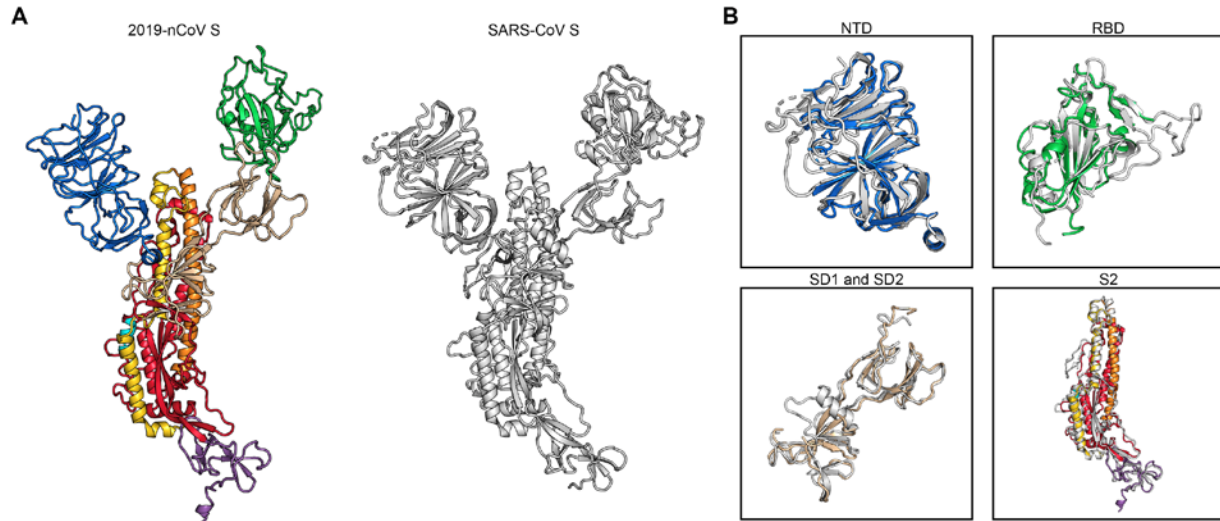 A
2019-nCoV S
SARS-CoV S
B
NTD
RBD
SD1 and SD2
S2